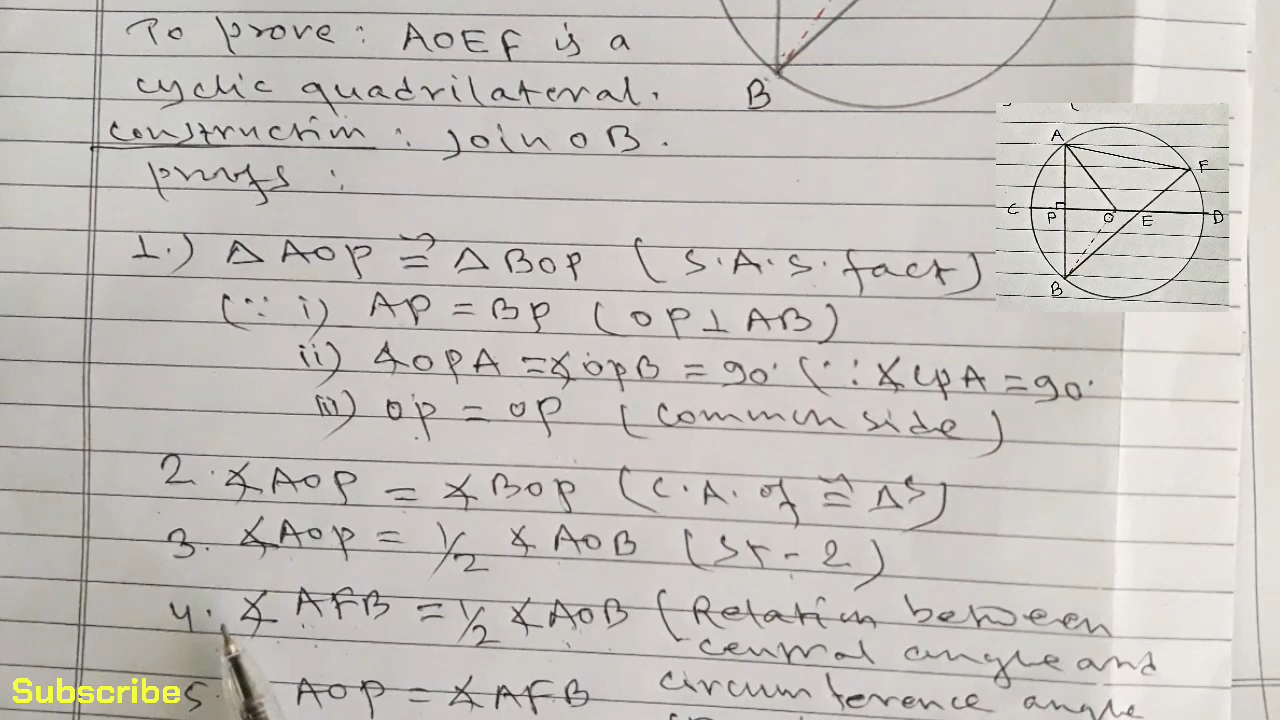 To prove: AOEF is a
cyclic quadrilateral.
B
construction: Join OB.
proofs:
A
F
C
P
O
E
D
B
1.) △AOP ≅ △BOP (S.A.S. fact)
(∵ i) AP = BP (OP ⊥ AB)
ii) ∡OPA = ∡OPB = 90° (∵ ∡CPA = 90°
iii) OP = OP (common side)
2. ∡AOP = ∡BOP (C.A. of ≅ △s)
3. ∡AOP = 1/2 ∡AOB (St - 2)
4. ∡AFB = 1/2 ∡AOB (Relation between
central angle and
circumference angle
5. AOP = ∡AFB
Subscribe